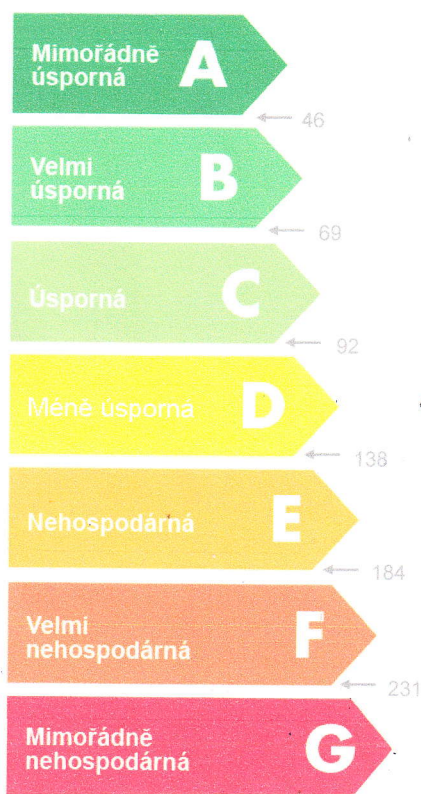 Mimořádně
úsporná
A
46
Velmi
úsporná
B
69
Úsporná
C
92
Méně úsporná
D
138
Nehospodárná
E
184
Velmi
nehospodárná
F
231
Mimořádně
nehospodárná
G